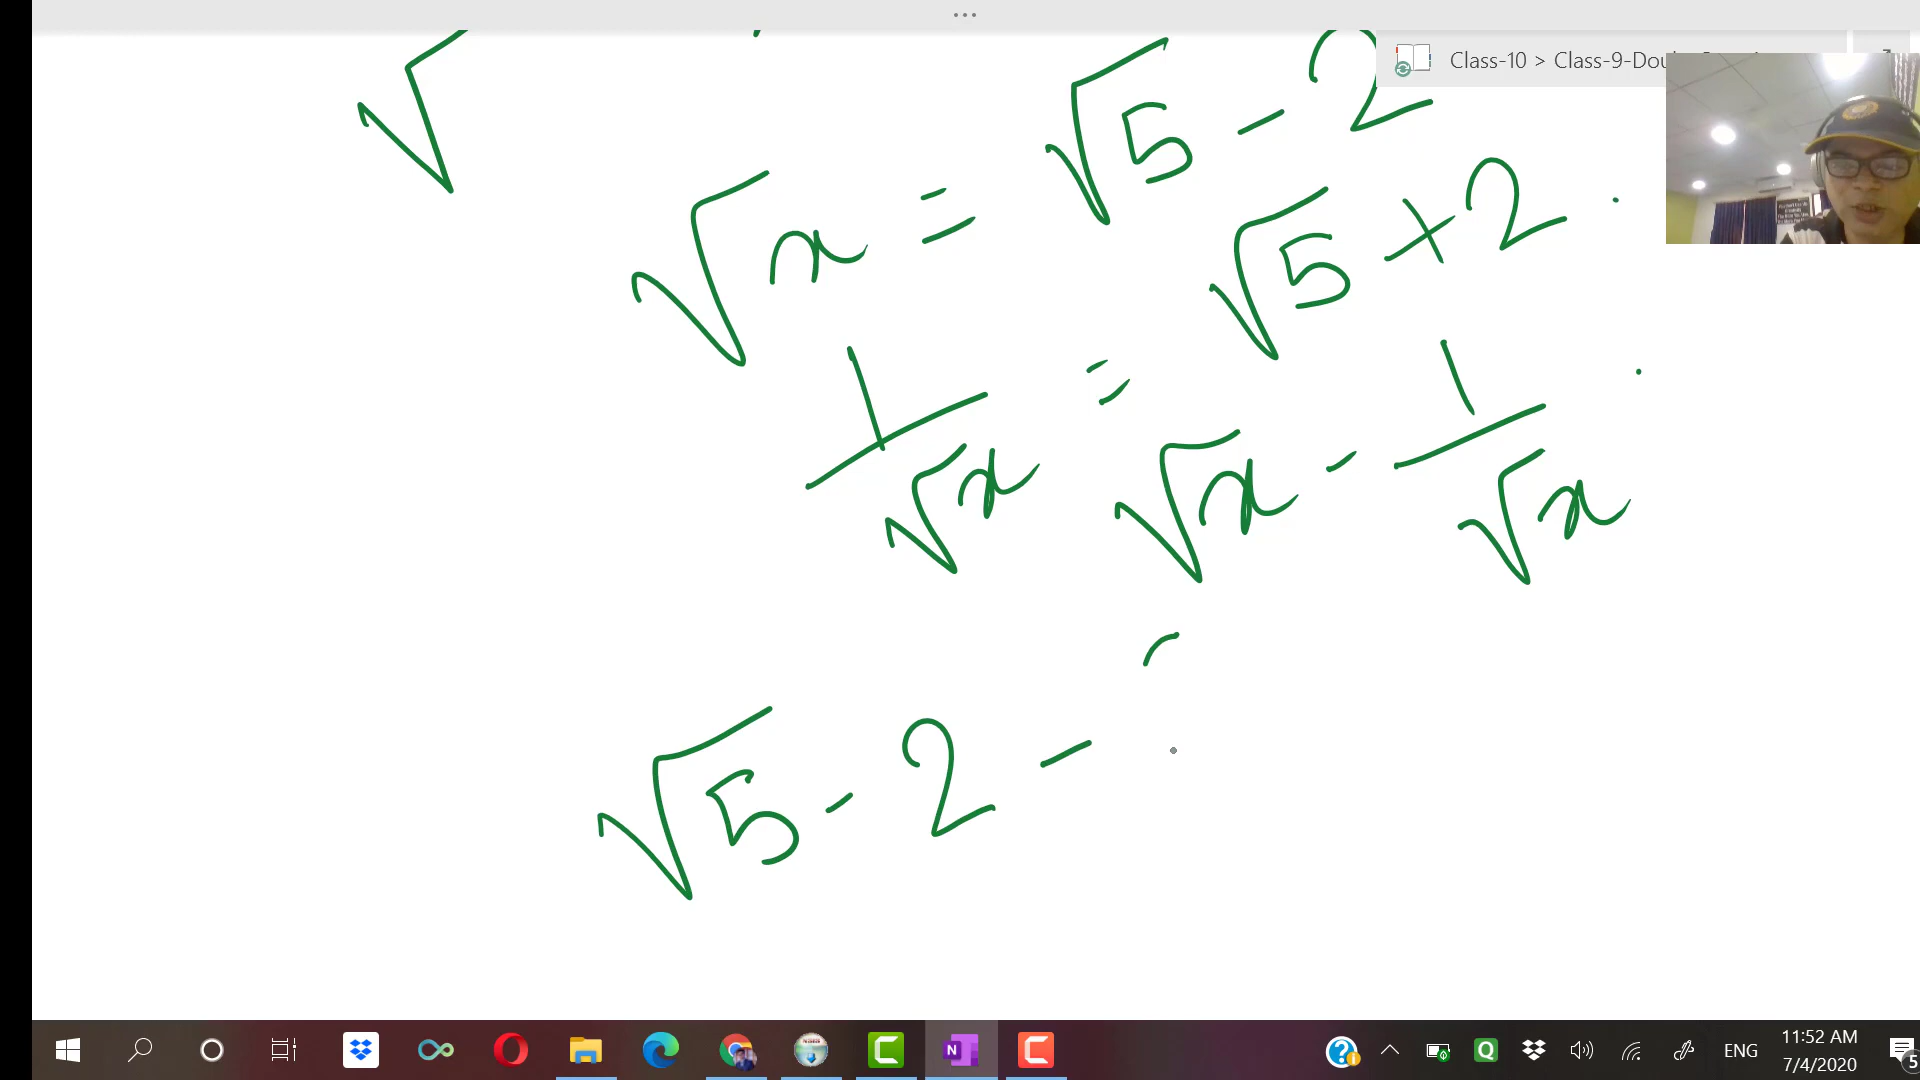 Class-10 > Class-9-Dou
√
√5 - 2
√x =
√5 + 2 .
1/√x =
√x - 1/√x .
√5 - 2 -
ENG
11:52 AM
7/4/2020
5